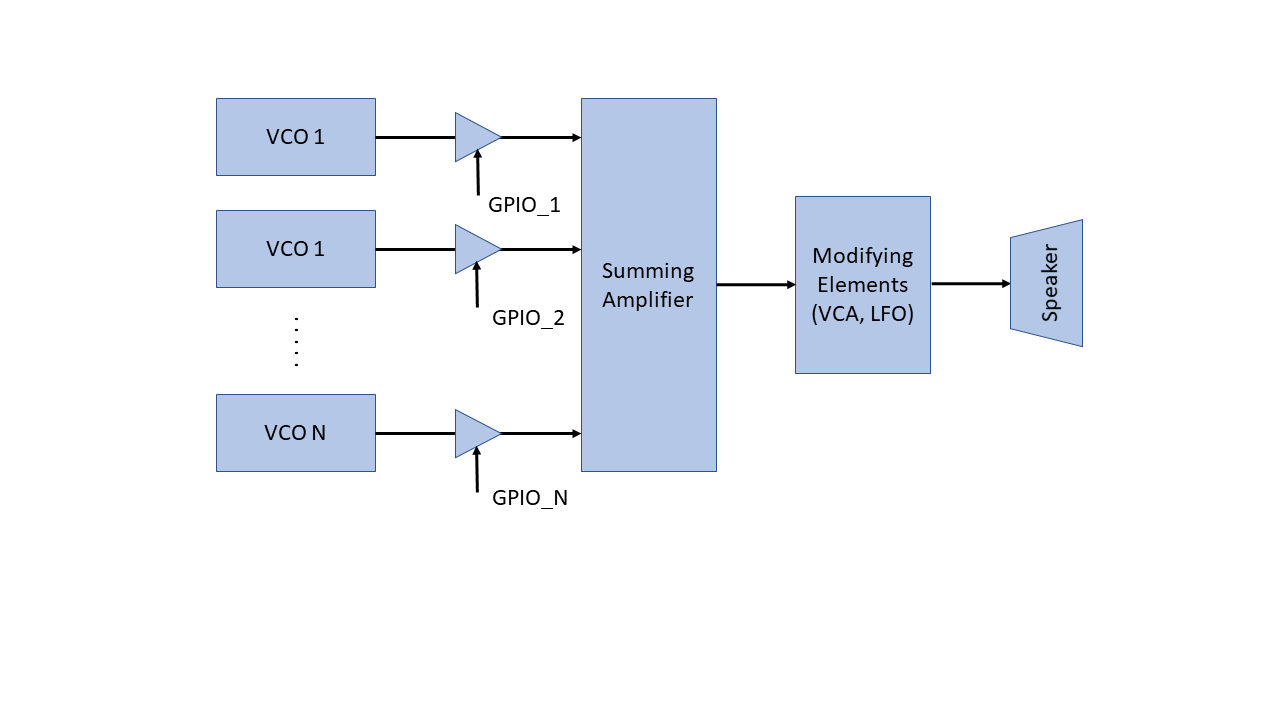 VCO 1
GPIO_1
VCO 1
GPIO_2
VCO N
GPIO_N
Summing
Amplifier
Modifying
Elements
(VCA, LFO)
Speaker